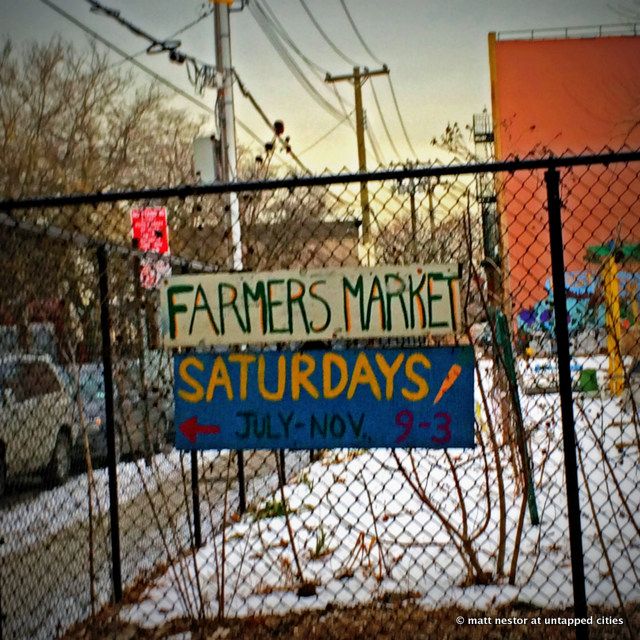 FARMERS MARKET
SATURDAYS
JULY-NOV. 9-3
© matt nestor at untapped cities